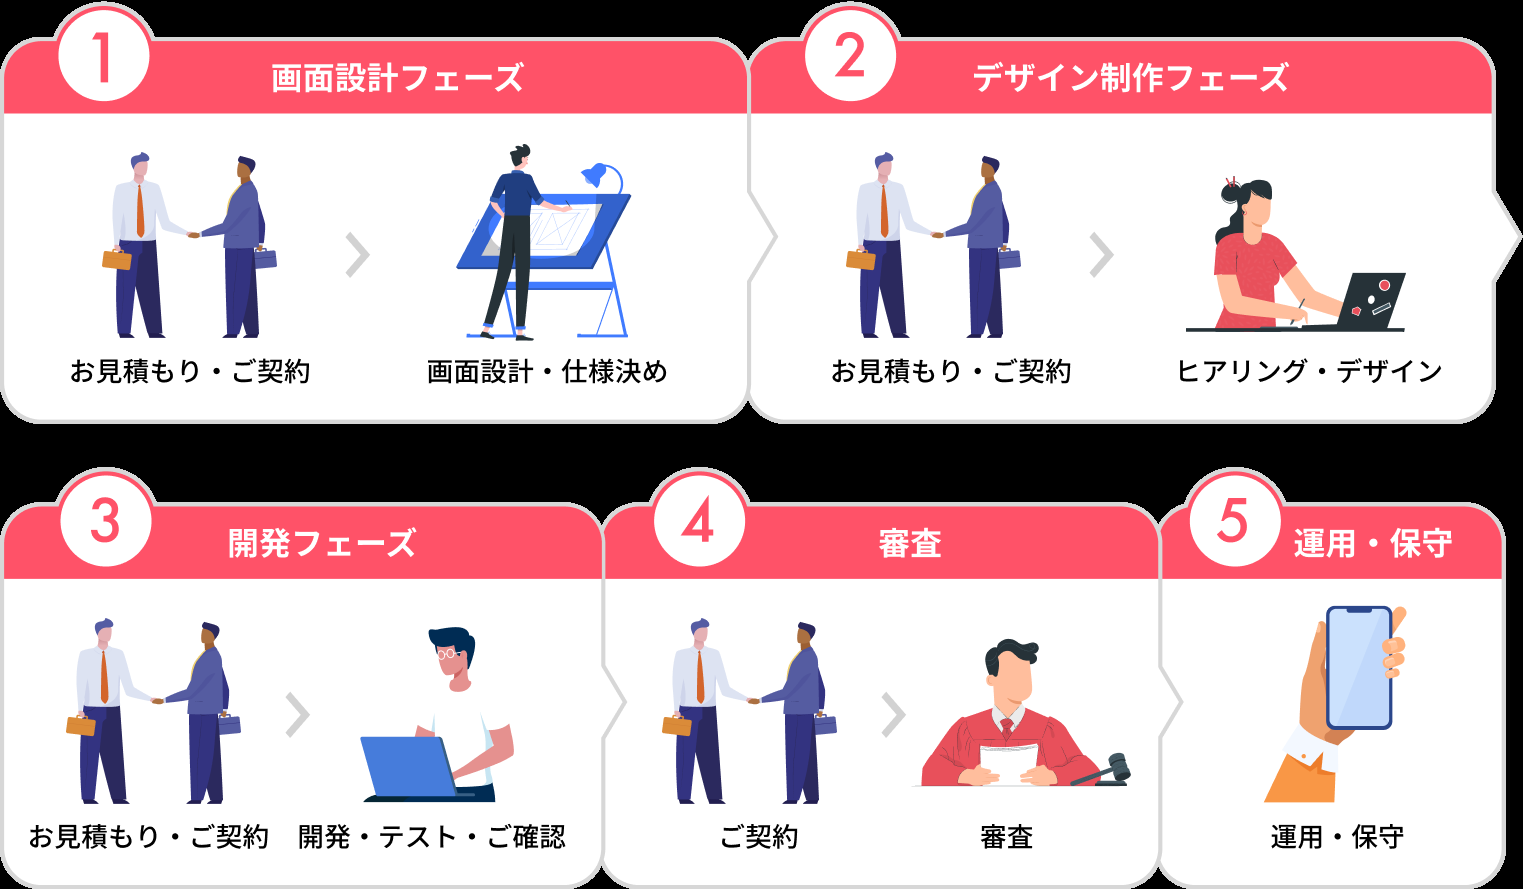 1
画面設計フェーズ
お見積もり・ご契約
画面設計・仕様決め
2
デザイン制作フェーズ
お見積もり・ご契約
ヒアリング・デザイン
3
開発フェーズ
お見積もり・ご契約
開発・テスト・ご確認
4
審査
ご契約
審査
5
運用・保守
運用・保守